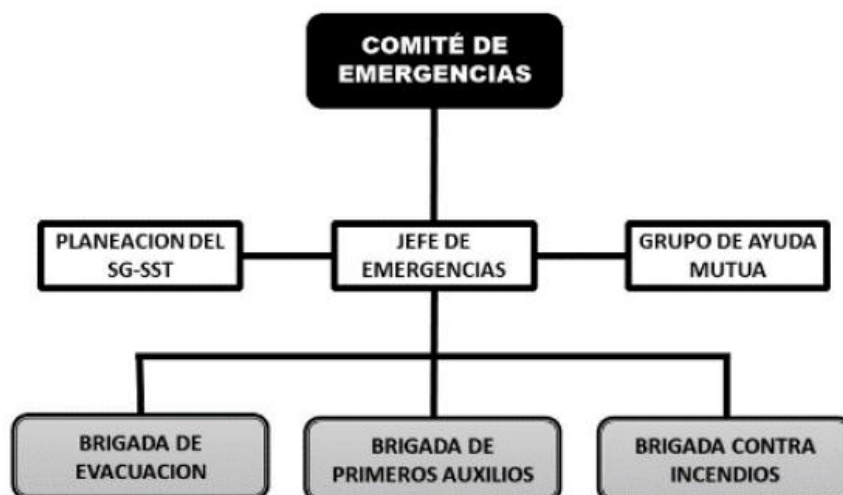 COMITÉ DE
EMERGENCIAS
PLANEACION DEL
SG-SST
JEFE DE
EMERGENCIAS
GRUPO DE AYUDA
MUTUA
BRIGADA DE
EVACUACION
BRIGADA DE
PRIMEROS AUXILIOS
BRIGADA CONTRA
INCENDIOS